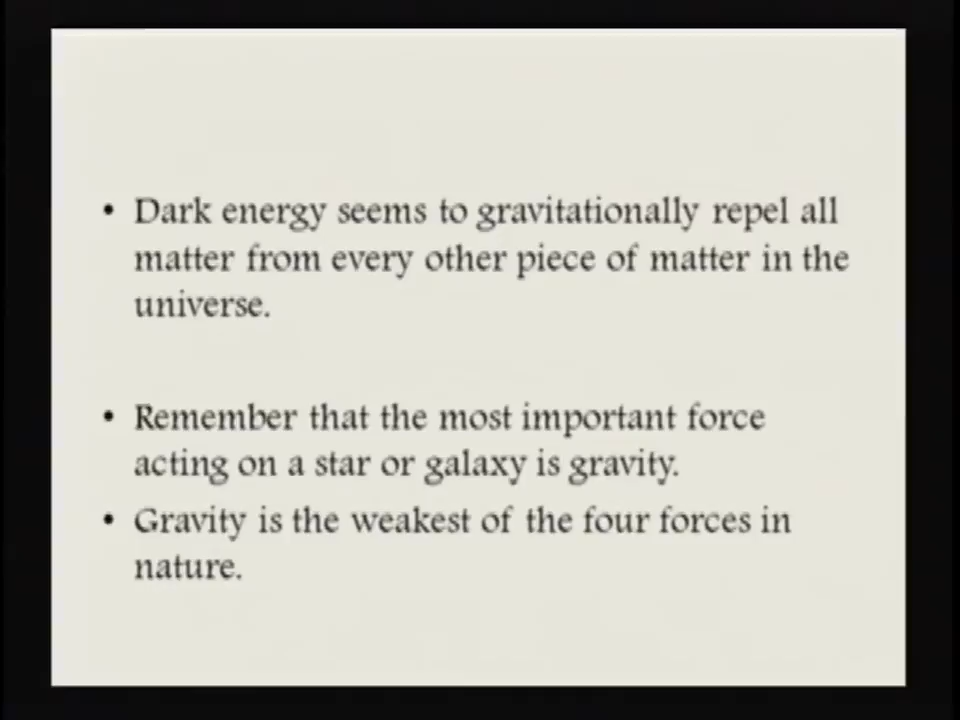 • Dark energy seems to gravitationally repel all
matter from every other piece of matter in the
universe.
• Remember that the most important force
acting on a star or galaxy is gravity.
• Gravity is the weakest of the four forces in
nature.